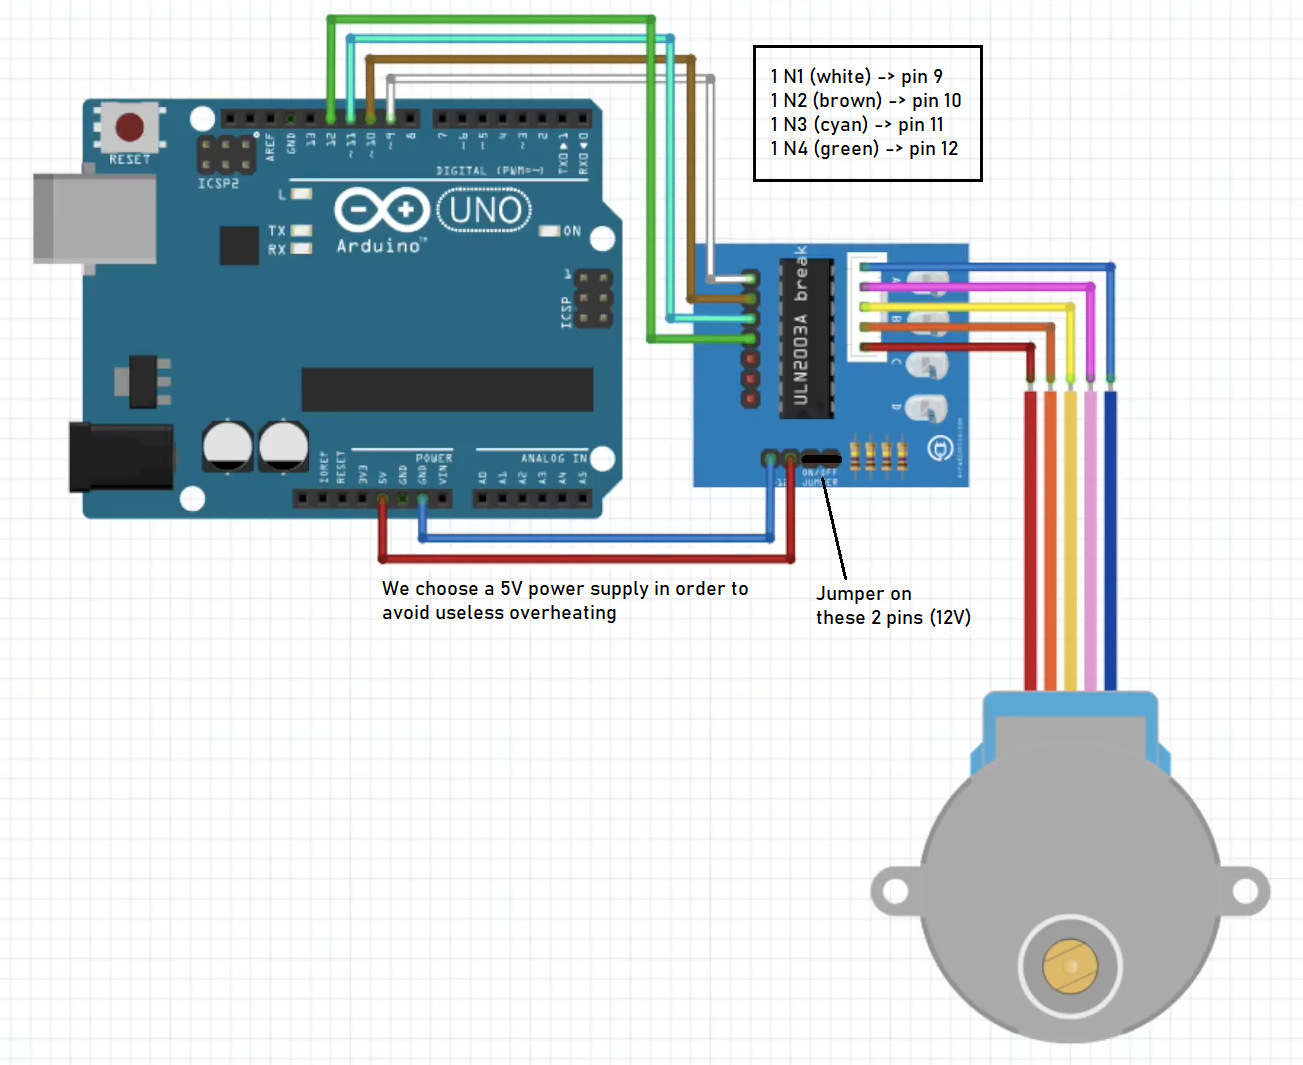 1 N1 (white) -> pin 9
1 N2 (brown) -> pin 10
1 N3 (cyan) -> pin 11
1 N4 (green) -> pin 12
RESET
ICSP2
AREF
GND
13
12
~11
~10
~9
8
7
~6
~5
4
~3
2
TXD▶1
RXD◀0
DIGITAL (PWM=~)
L
TX
RX
Arduino™
UNO
ON
1
ICSP
ULN2003A break
A
B
C
D
ON/OFF
JUMPER
IOREF
RESET
3V3
5V
GND
GND
VIN
POWER
ANALOG IN
A0
A1
A2
A3
A4
A5
We choose a 5V power supply in order to
avoid useless overheating
Jumper on
these 2 pins (12V)